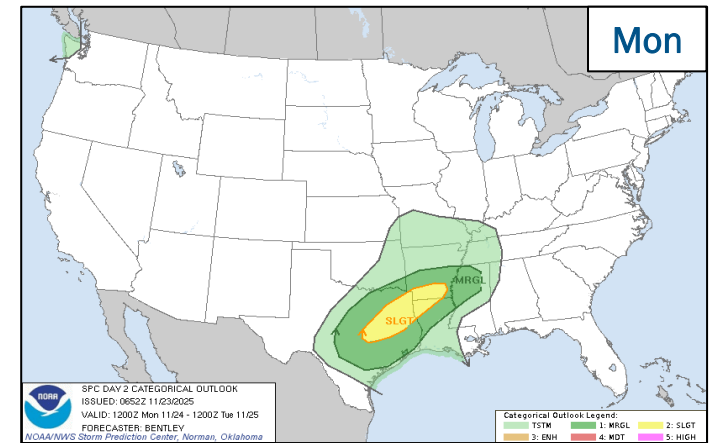 Mon
MRGL
SLGT
NOAA
SPC DAY 2 CATEGORICAL OUTLOOK
ISSUED: 0652Z 11/23/2025
VALID: 1200Z Mon 11/24 - 1200Z Tue 11/25
FORECASTER: BENTLEY
NOAA/NWS Storm Prediction Center, Norman, Oklahoma
Categorical Outlook Legend:
TSTM 1: MRGL 2: SLGT
3: ENH 4: MDT 5: HIGH